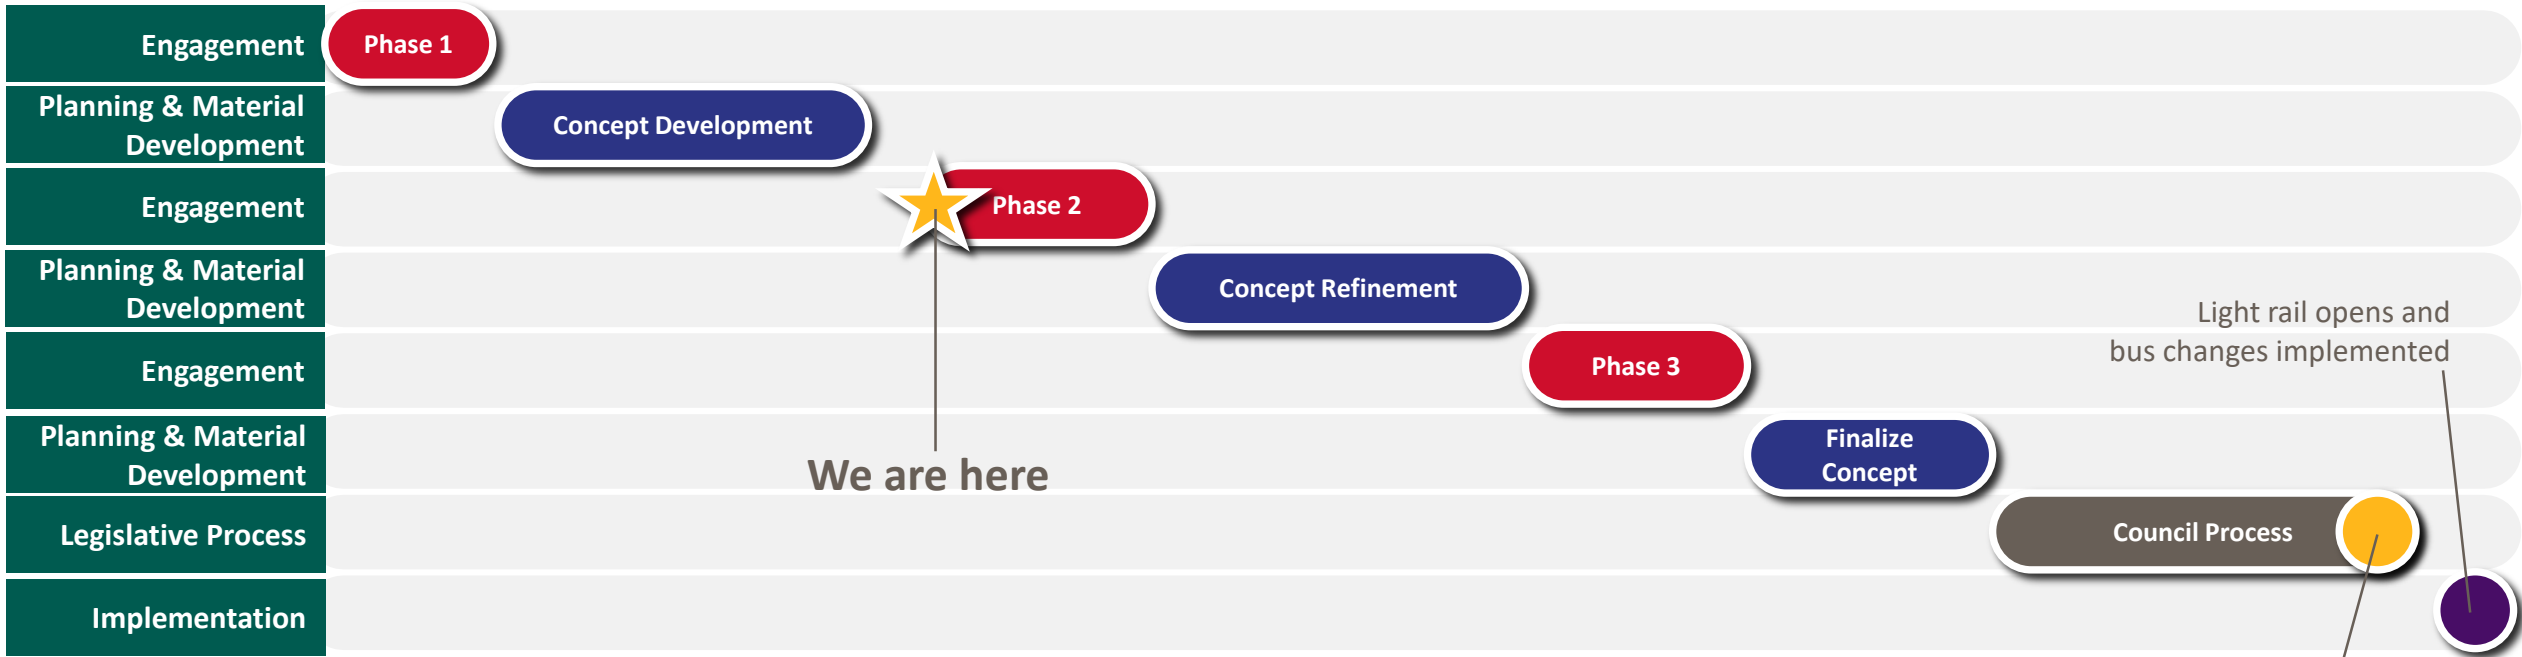 Engagement
Phase 1
Planning & Material
Development
Concept Development
Engagement
Phase 2
Planning & Material
Development
Concept Refinement
Light rail opens and
bus changes implemented
Engagement
Phase 3
Planning & Material
Development
Finalize
Concept
We are here
Legislative Process
Council Process
Implementation